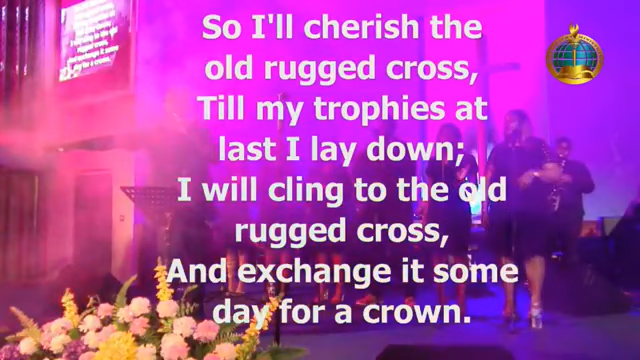 So I'll cherish the
old rugged cross,
Till my trophies at
last I lay down;
I will cling to the old
rugged cross,
And exchange it some
day for a crown.